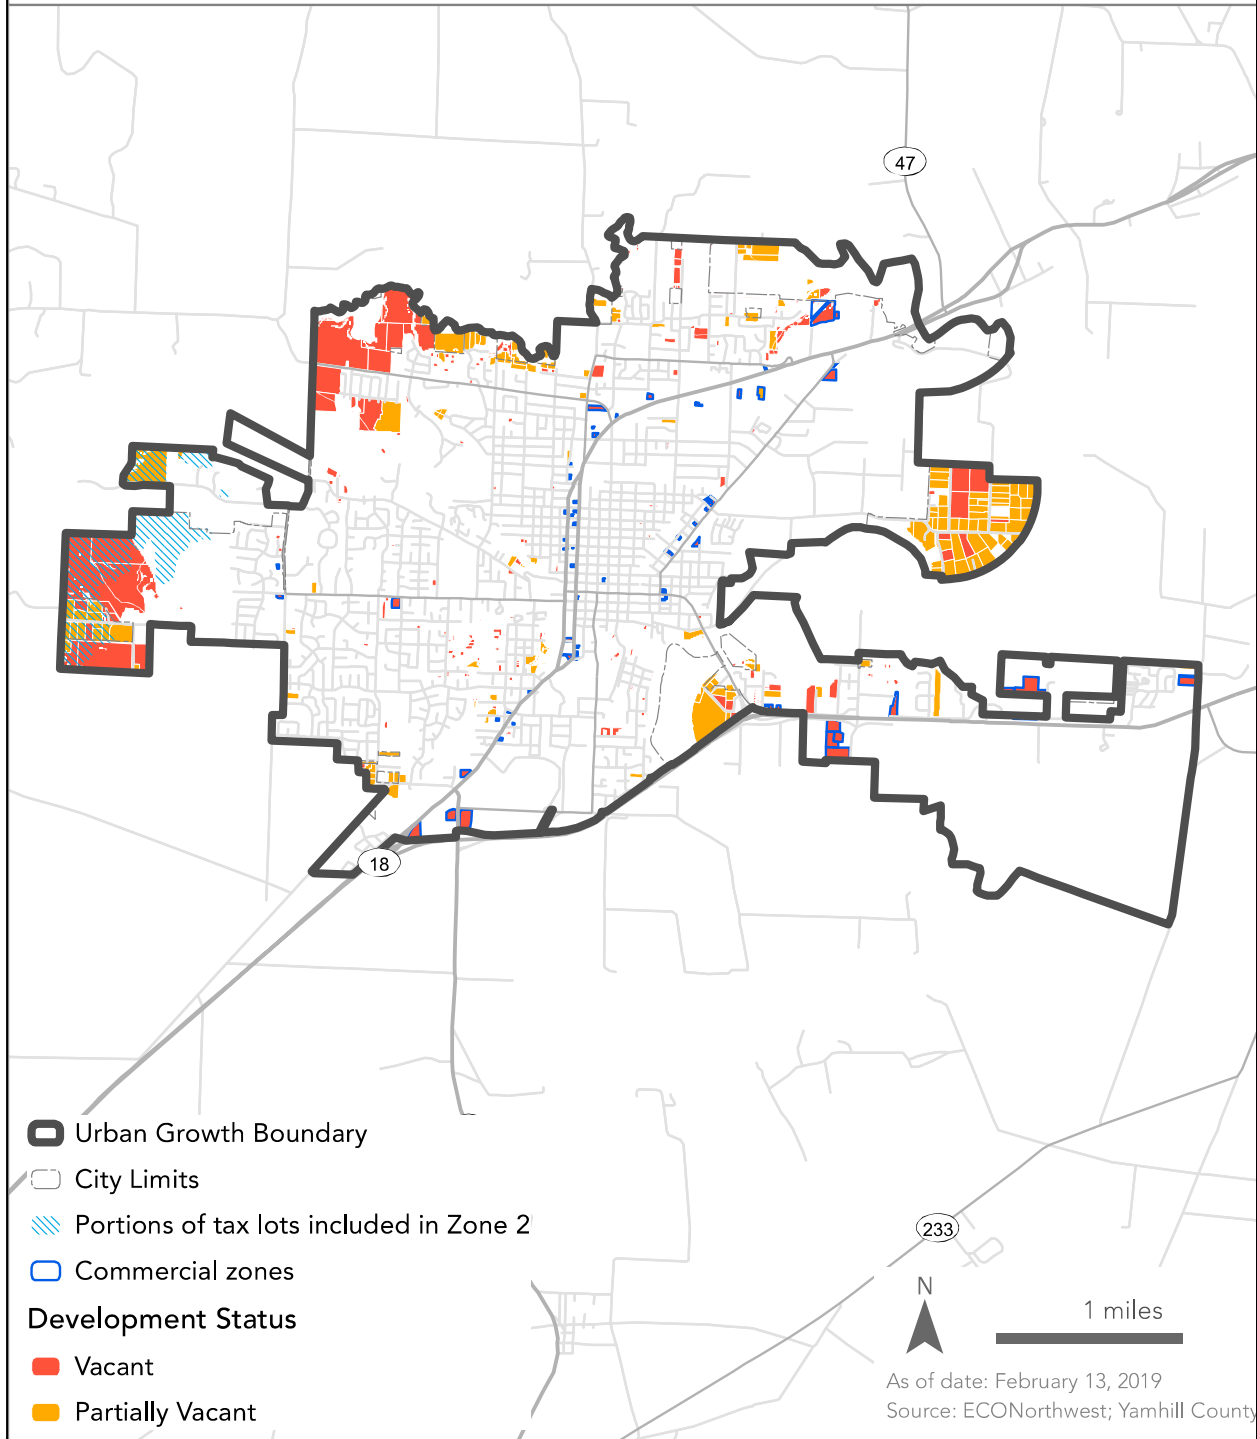 47
18
Urban Growth Boundary
City Limits
Portions of tax lots included in Zone 2
Commercial zones
Development Status
Vacant
Partially Vacant
233
N
1 miles
As of date: February 13, 2019
Source: ECONorthwest; Yamhill County